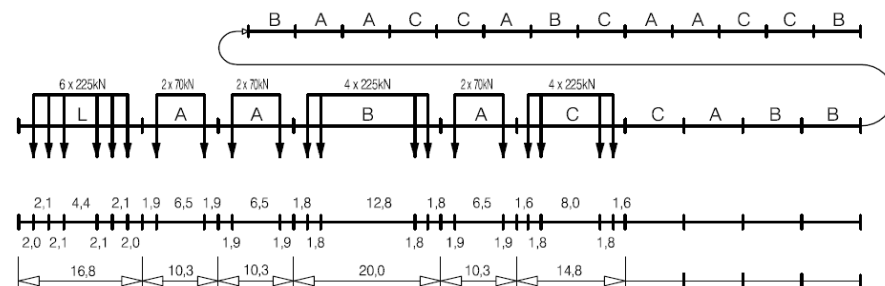 B A A C C A B C A A C C B
6 x 225kN 2 x 70kN 2 x 70kN 4 x 225kN 2 x 70kN 4 x 225kN
L A A B A C C A B B
2,1 4,4 2,1 1,9 6,5 1,9 6,5 1,8 12,8 1,8 6,5 1,6 8,0 1,6
2,0 2,1 2,1 2,0 1,9 1,9 1,8 1,8 1,9 1,9 1,8 1,8
16,8 10,3 10,3 20,0 10,3 14,8